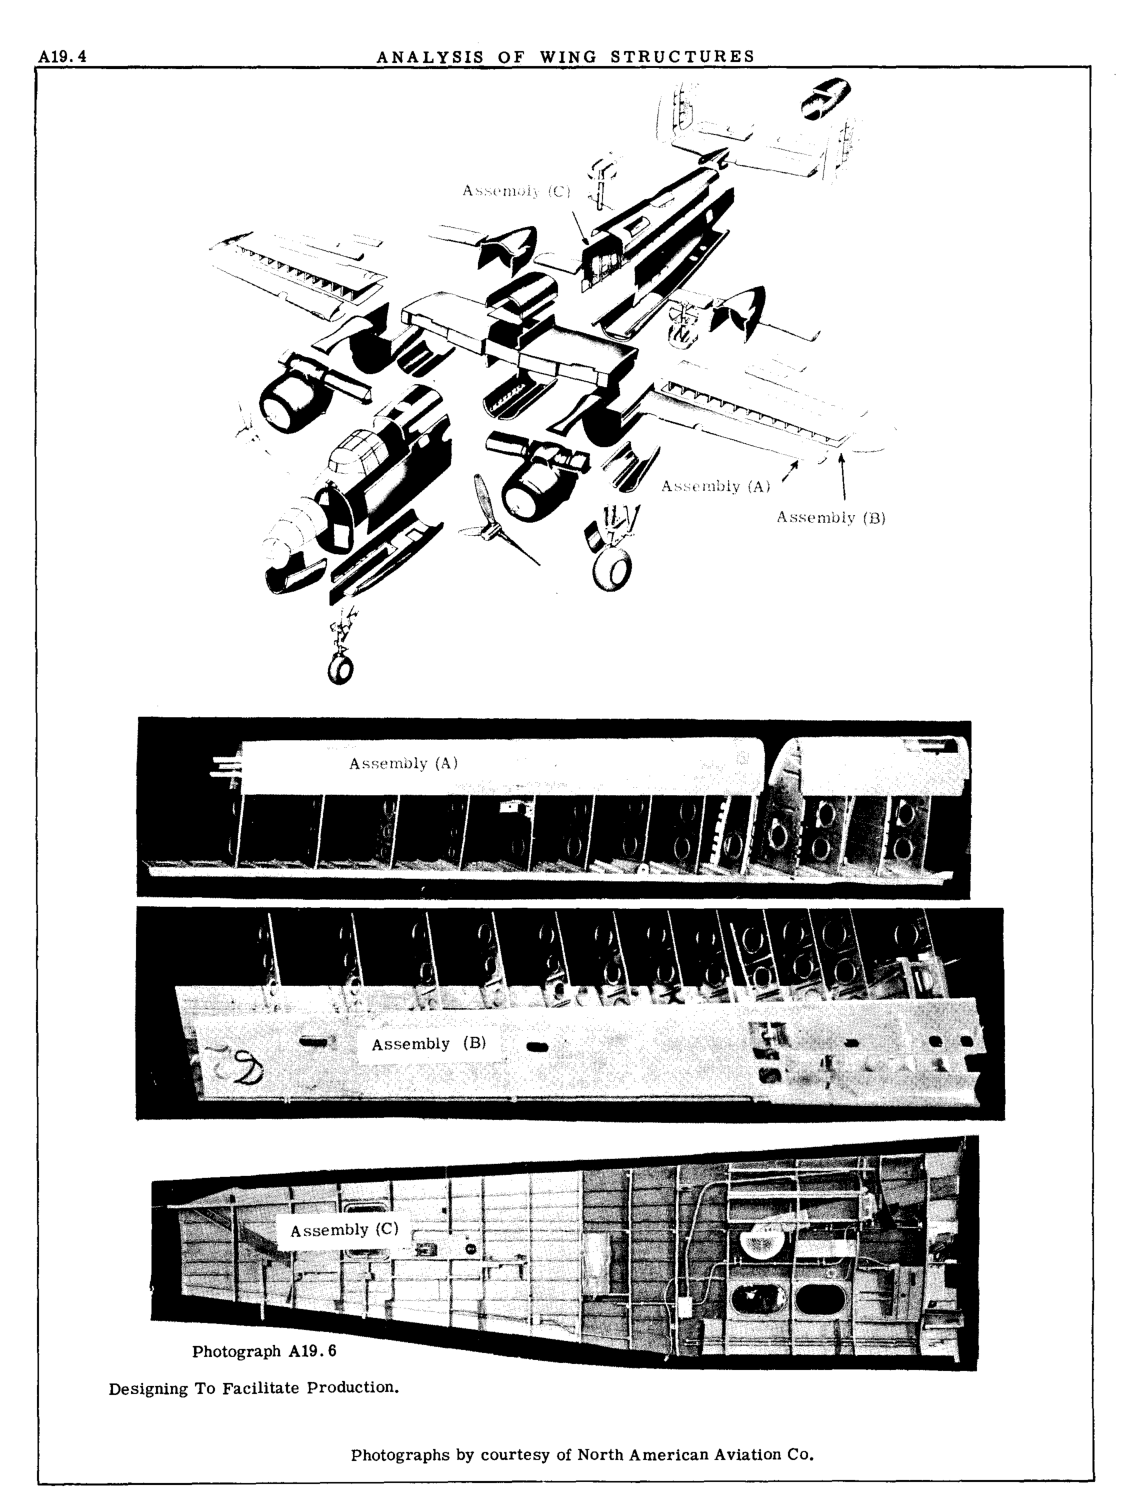 A19.4
ANALYSIS OF WING STRUCTURES
Assembly (C)
Assembly (A)
Assembly (B)
Assembly (A)
Assembly (B)
Assembly (C)
Photograph A19.6
Designing To Facilitate Production.
Photographs by courtesy of North American Aviation Co.